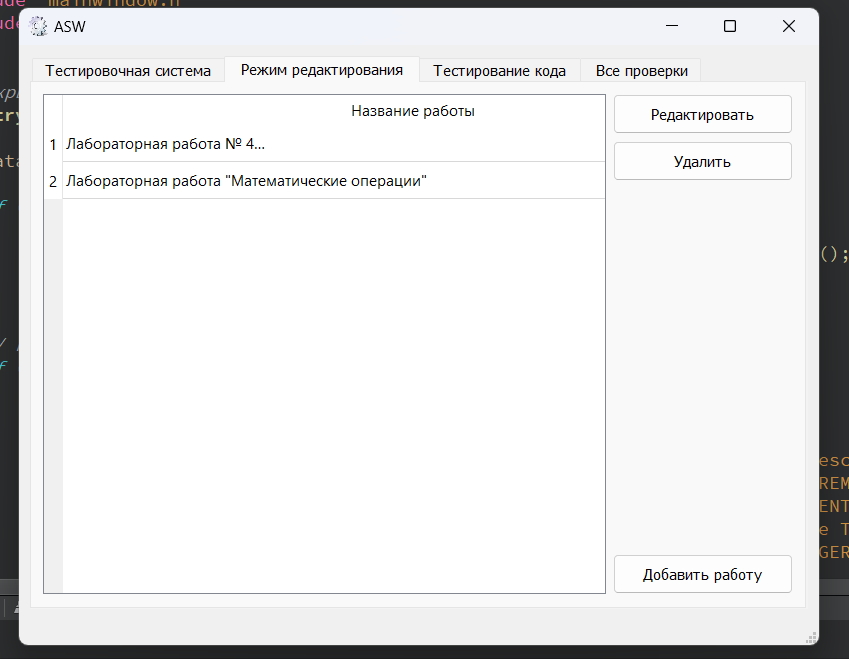 mainwindow.h
ASW
Тестировочная система
Режим редактирования
Тестирование кода
Все проверки
Название работы
Редактировать
1 Лабораторная работа № 4...
Удалить
2 Лабораторная работа "Математические операции"
();
Добавить работу